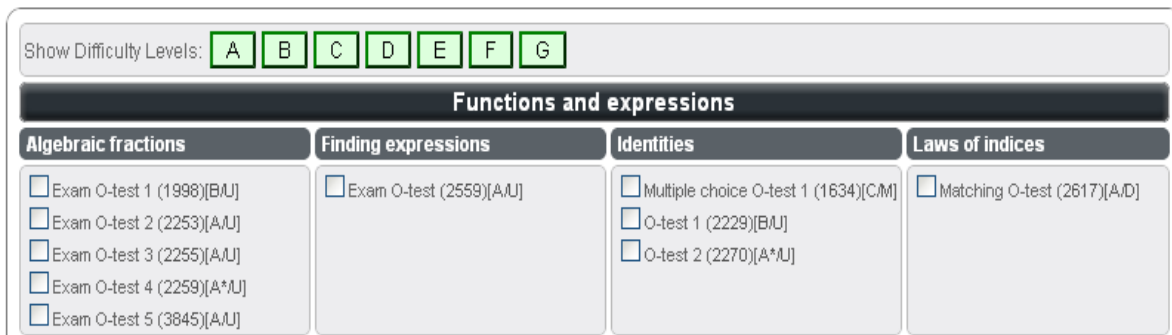 Show Difficulty Levels: A B C D E F G
Functions and expressions
Algebraic fractions
Exam O-test 1 (1998)[B/U]
Exam O-test 2 (2253)[A/U]
Exam O-test 3 (2255)[A/U]
Exam O-test 4 (2259)[A*/U]
Exam O-test 5 (3845)[A/U]
Finding expressions
Exam O-test (2559)[A/U]
Identities
Multiple choice O-test 1 (1634)[C/M]
O-test 1 (2229)[B/U]
O-test 2 (2270)[A*/U]
Laws of indices
Matching O-test (2617)[A/D]